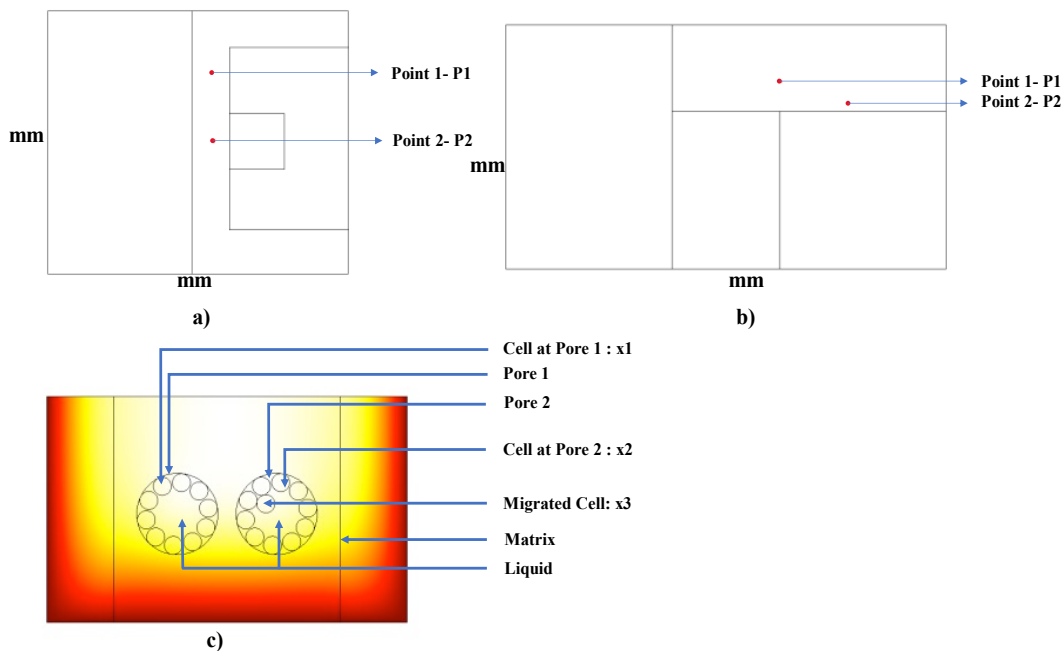 Point 1- P1
Point 2- P2
mm
mm
a)
Point 1- P1
Point 2- P2
mm
mm
b)
Cell at Pore 1 : x1
Pore 1
Pore 2
Cell at Pore 2 : x2
Migrated Cell: x3
Matrix
Liquid
c)